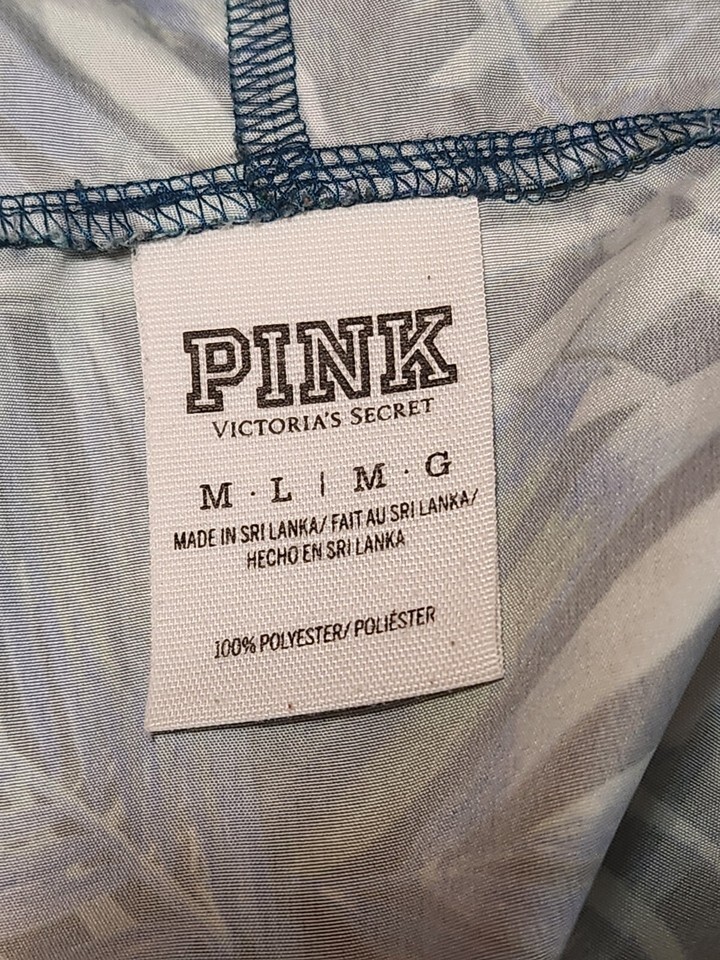 PINK
VICTORIA'S SECRET
M · L | M · G
MADE IN SRI LANKA/ FAIT AU SRI LANKA/
HECHO EN SRI LANKA
100% POLYESTER/ POLIÉSTER